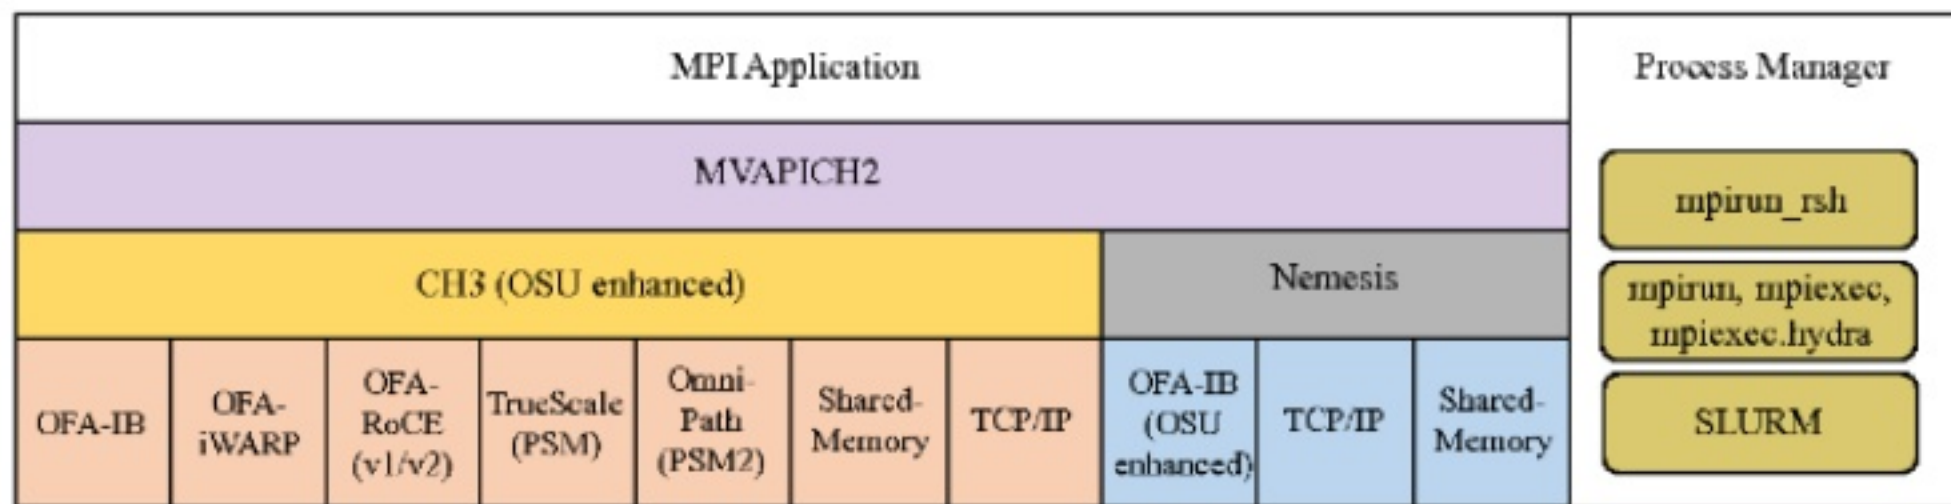 MPI Application
Process Manager
MVAPICH2
mpirun_rsh
CH3 (OSU enhanced)
Nemesis
mpirun, mpiexec,
mpiexec.hydra
OFA-IB
OFA-
iWARP
OFA-
RoCE
(v1/v2)
TrueScale
(PSM)
Omni-
Path
(PSM2)
Shared-
Memory
TCP/IP
OFA-IB
(OSU
enhanced)
TCP/IP
Shared-
Memory
SLURM